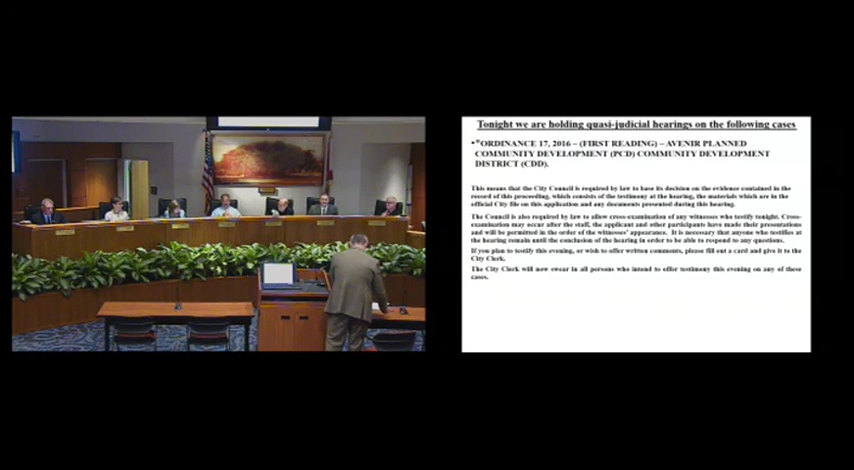 Tonight we are holding quasi-judicial hearings on the following cases
•*ORDINANCE 17, 2016 – (FIRST READING) – AVENIR PLANNED
COMMUNITY DEVELOPMENT (PCD) COMMUNITY DEVELOPMENT
DISTRICT (CDD).
This means that the City Council is required by law to base its decision on the evidence contained in the
record of this proceeding, which consists of the testimony at the hearing, the materials which are in the
official City file on this application and any documents presented during this hearing.
The Council is also required by law to allow cross-examination of any witnesses who testify tonight. Cross-
examination may occur after the staff, the applicant and other participants have made their presentations
and will be permitted in the order of the witnesses' appearance. It is necessary that anyone who testifies at
the hearing remain until the conclusion of the hearing in order to be able to respond to any questions.
If you plan to testify this evening, or wish to offer written comments, please fill out a card and give it to the
City Clerk.
The City Clerk will now swear in all persons who intend to offer testimony this evening on any of these
cases.